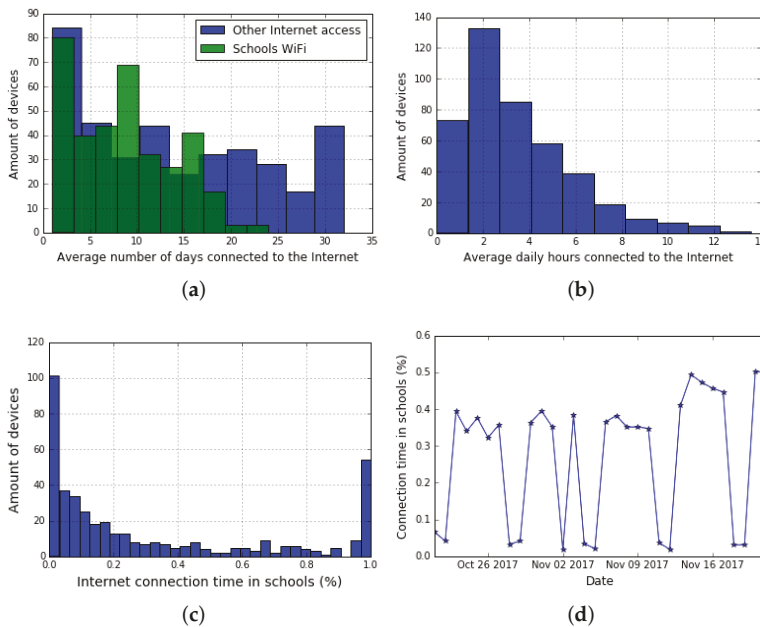 90
80
70
60
50
40
30
20
10
0
Amount of devices
Other Internet access
Schools WiFi
0 5 10 15 20 25 30 35
Average number of days connected to the Internet
(a)
140
120
100
80
60
40
20
0
Amount of devices
0 2 4 6 8 10 12
Average daily hours connected to the Internet
(b)
120
100
80
60
40
20
0
Amount of devices
0.0 0.2 0.4 0.6 0.8 1.0
Internet connection time in schools (%)
(c)
0.6
0.5
0.4
0.3
0.2
0.1
0.0
Connection time in schools (%)
Oct 26 2017 Nov 02 2017 Nov 09 2017 Nov 16 2017
Date
(d)